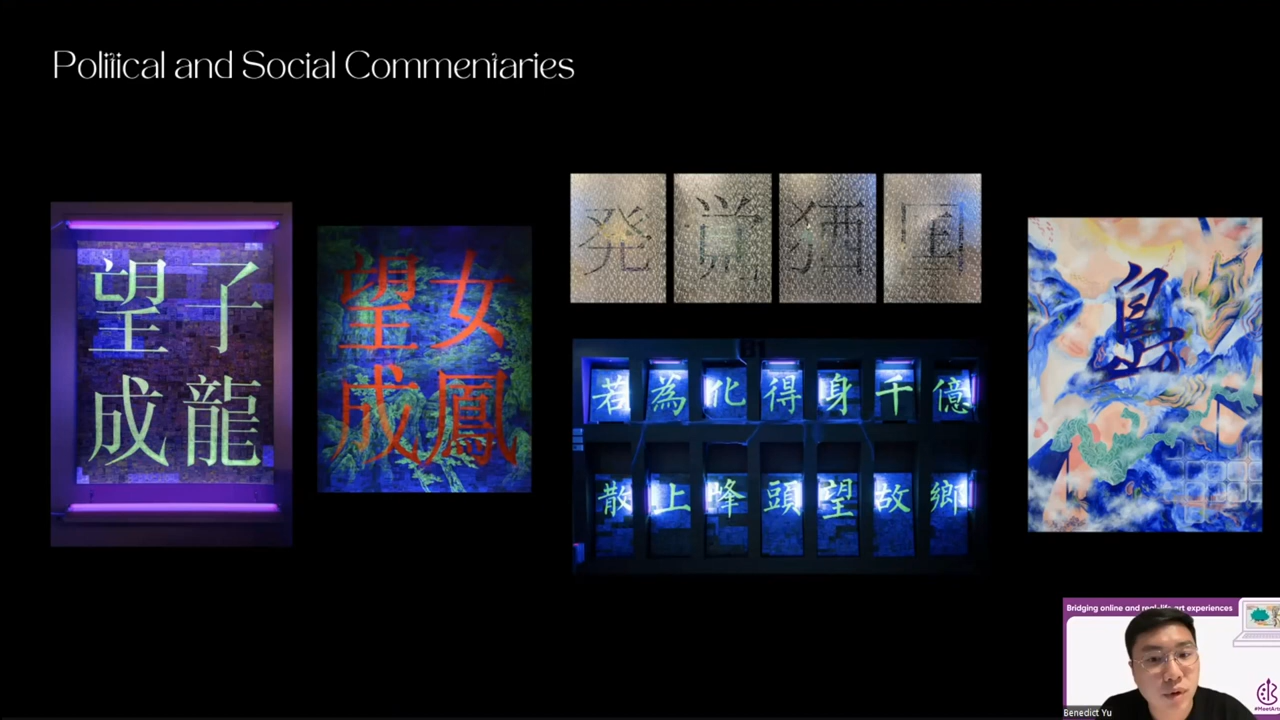 Political and Social Commentaries
望子
成龍
望女
成鳳
発覚国
若為化得身千億
散上峰頭望故鄉
島
Bridging online and real-life art experiences
Benedict Yu